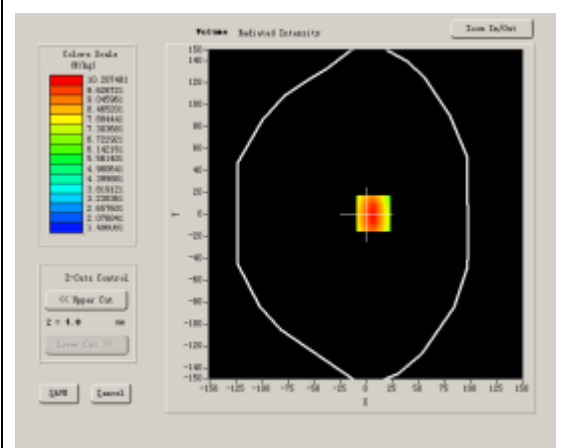 Volume Radiated Intensity
Zoom In/Out
Colors Scale
(W/kg)
10.207481
9.626721
9.045961
8.465201
7.884441
7.303681
6.722921
6.142161
5.561401
4.980641
4.399881
3.819121
3.238361
2.657601
2.076841
Z-Cuts Control
<< Upper Cut
Z = 4.0 mm
Lower Cut >>
SAVE Cancel
Y
150
140
120
100
80
60
40
20
0
-20
-40
-60
-80
-100
-120
-140
-150
-150 -125 -100 -75 -50 -25 0 25 50 75 100 125 150
X